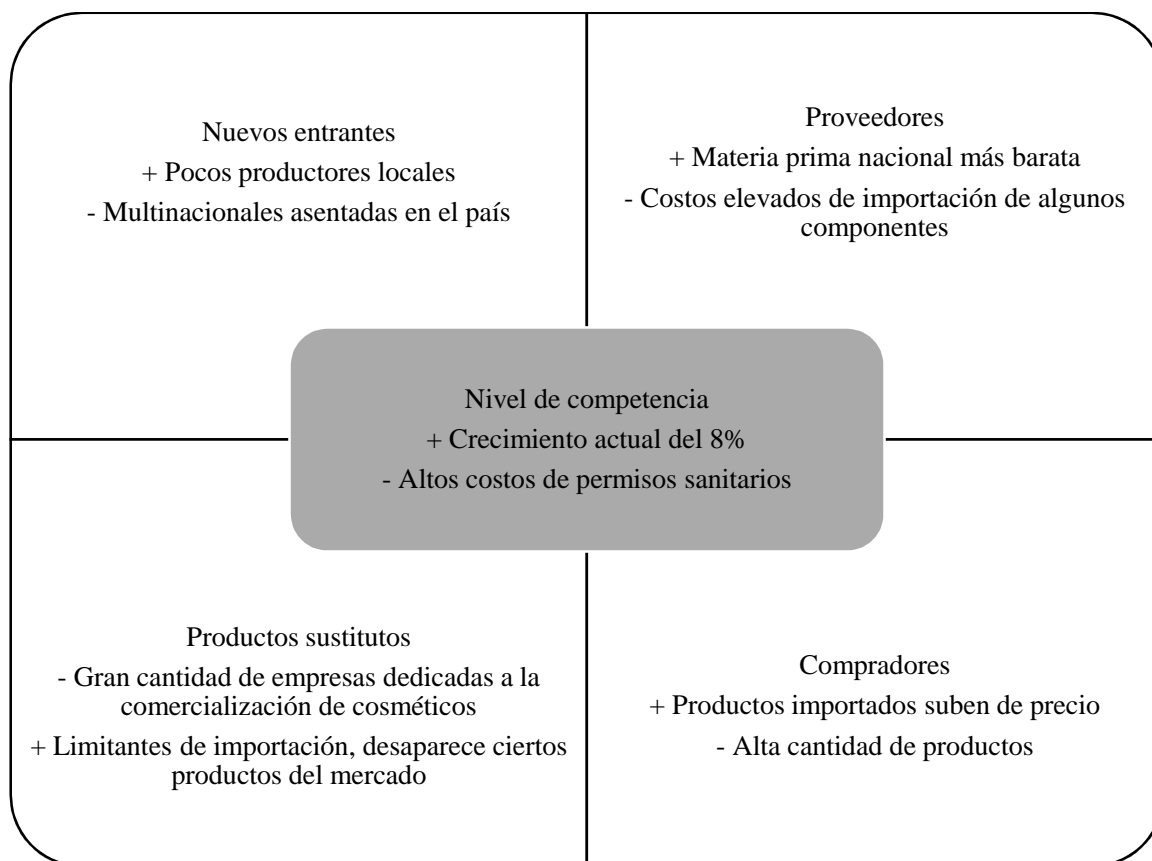 Nuevos entrantes
+ Pocos productores locales
- Multinacionales asentadas en el país
Proveedores
+ Materia prima nacional más barata
- Costos elevados de importación de algunos
componentes
Nivel de competencia
+ Crecimiento actual del 8%
- Altos costos de permisos sanitarios
Productos sustitutos
- Gran cantidad de empresas dedicadas a la
comercialización de cosméticos
+ Limitantes de importación, desaparece ciertos
productos del mercado
Compradores
+ Productos importados suben de precio
- Alta cantidad de productos